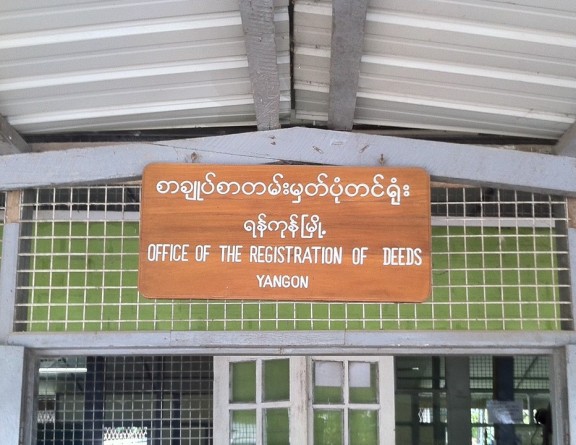 စာချုပ်စာတမ်းမှတ်ပုံတင်ရုံး
ရန်ကုန်မြို့
OFFICE OF THE REGISTRATION OF DEEDS
YANGON